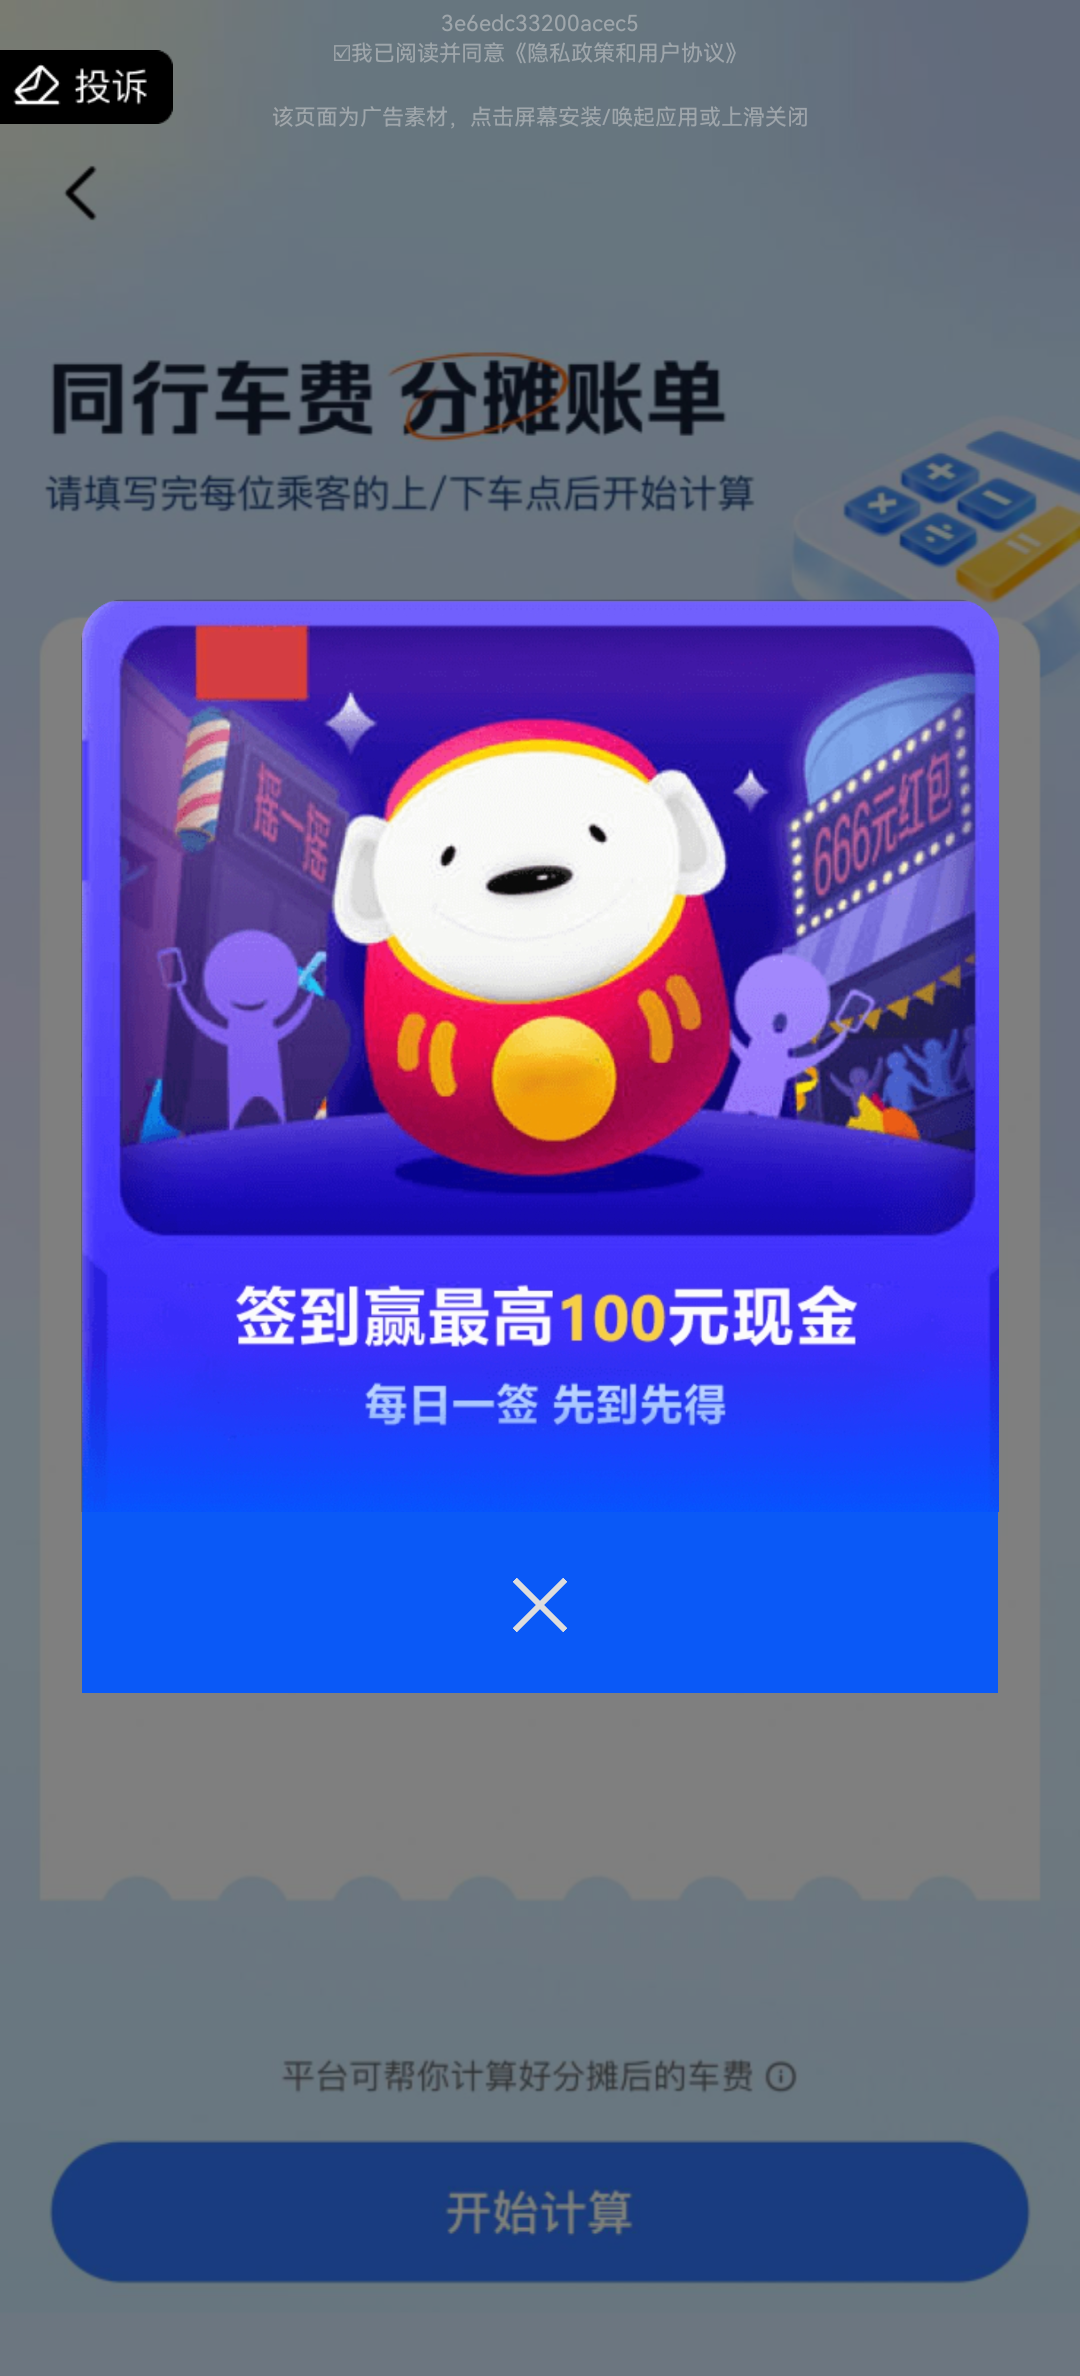 3e6edc33200acec5
☑我已阅读并同意《隐私政策和用户协议》
投诉
该页面为广告素材，点击屏幕安装/唤起应用或上滑关闭
同行车费 分摊账单
请填写完每位乘客的上/下车点后开始计算
摇一摇
666元红包
签到赢最高100元现金
每日一签 先到先得
平台可帮你计算好分摊后的车费
开始计算